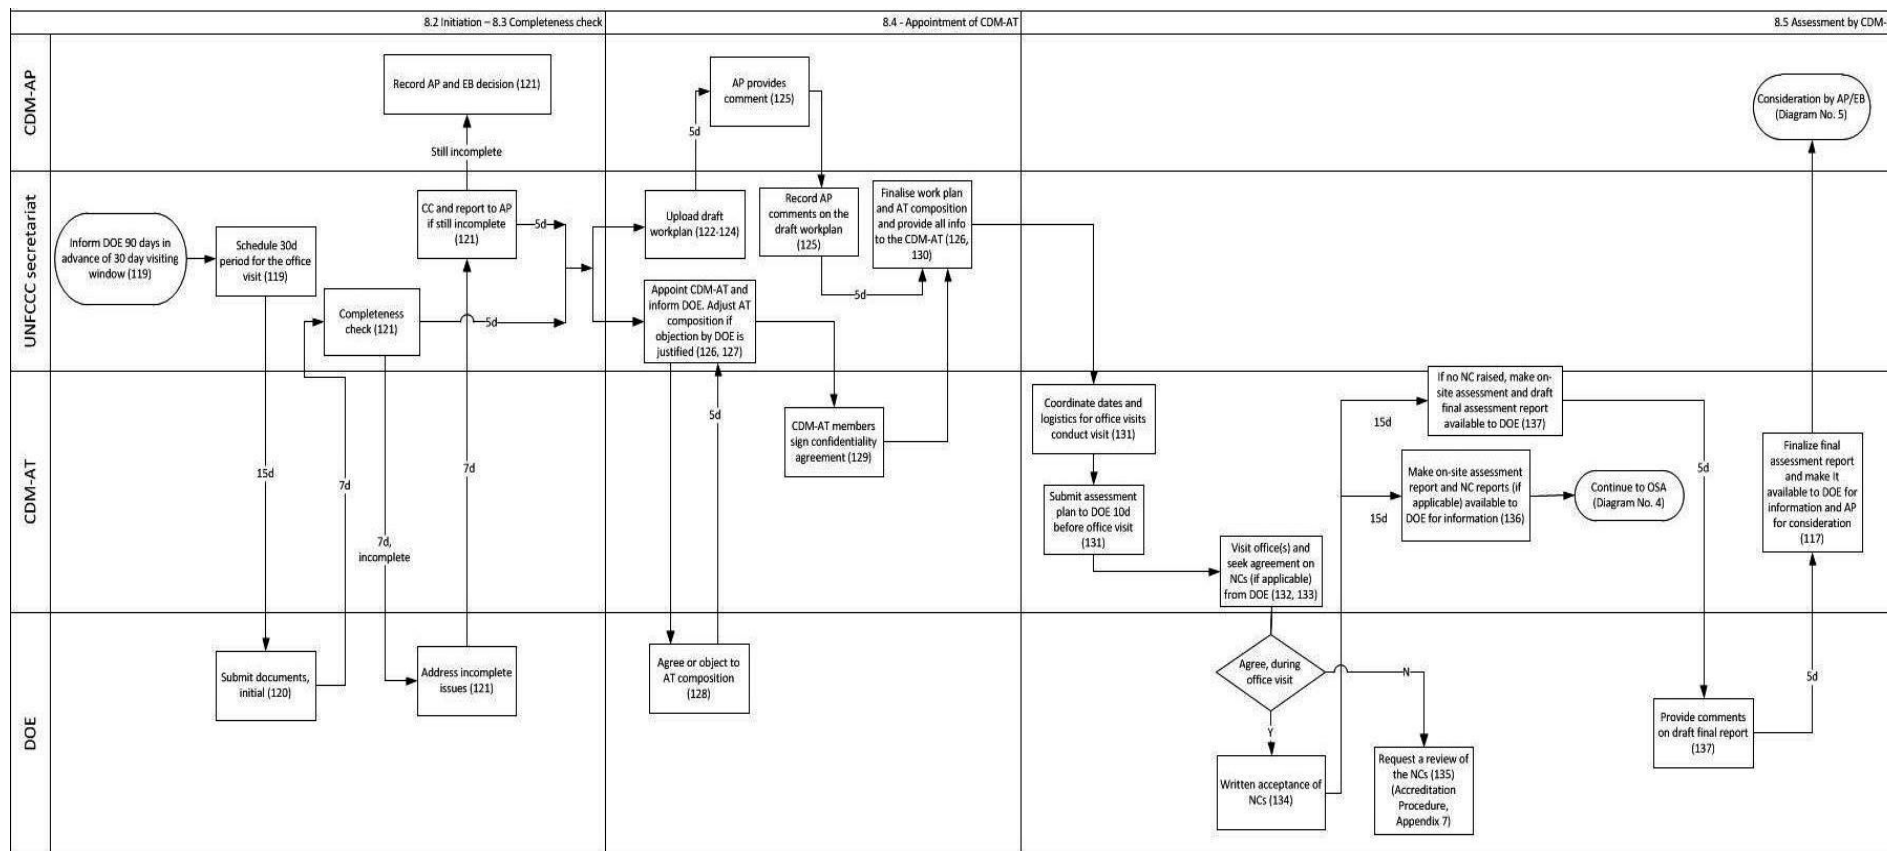 8.2 Initiation – 8.3 Completeness check
8.4 - Appointment of CDM-AT
8.5 Assessment by CDM-
CDM-AP
Record AP and EB decision (121)
Still incomplete
5d
AP provides
comment (125)
Consideration by AP/EB
(Diagram No. 5)
UNFCCC secretariat
Inform DOE 90 days in
advance of 30 day visiting
window (119)
Schedule 30d
period for the office
visit (119)
Completeness
check (121)
CC and report to AP
if still incomplete
(121)
5d
5d
Upload draft
workplan (122-124)
Appoint CDM-AT and
inform DOE. Adjust AT
composition if
objection by DOE is
justified (126, 127)
Record AP
comments on the
draft workplan
(125)
5d
Finalise work plan
and AT composition
and provide all info
to the CDM-AT (126,
130)
CDM-AT
15d
7d
7d,
incomplete
7d
5d
CDM-AT members
sign confidentiality
agreement (129)
Coordinate dates and
logistics for office visits
conduct visit (131)
Submit assessment
plan to DOE 10d
before office visit
(131)
Visit office(s) and
seek agreement on
NCs (if applicable)
from DOE (132, 133)
15d
If no NC raised, make on-
site assessment and draft
final assessment report
available to DOE (137)
15d
Make on-site assessment
report and NC reports (if
applicable) available to
DOE for information (136)
Continue to OSA
(Diagram No. 4)
5d
Finalize final
assessment report
and make it
available to DOE for
information and AP
for consideration
(117)
DOE
Submit documents,
initial (120)
Address incomplete
issues (121)
Agree or object to
AT composition
(128)
Agree, during
office visit
N
Y
Written acceptance of
NCs (134)
Request a review of
the NCs (135)
(Accreditation
Procedure,
Appendix 7)
Provide comments
on draft final report
(137)
5d